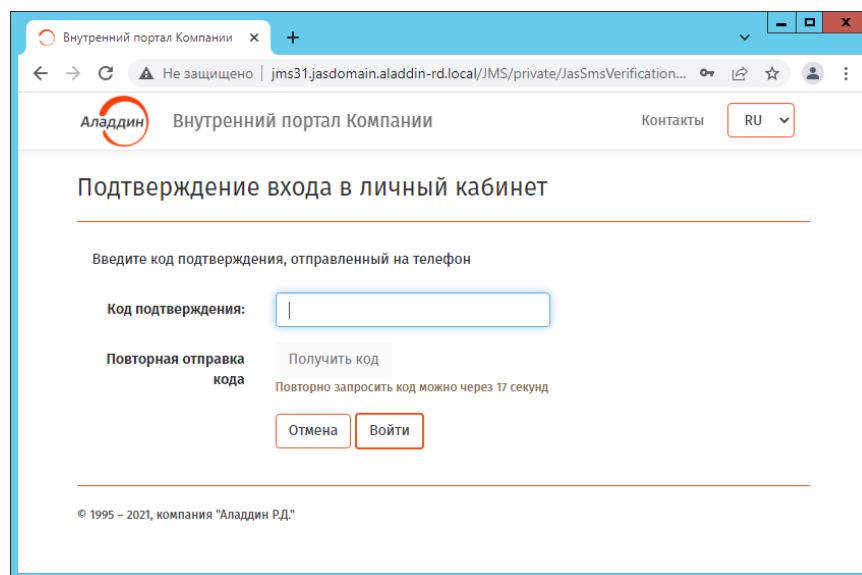 Внутренний портал Компании
Не защищено | jms31.jasdomain.aladdin-rd.local/JMS/private/JasSmsVerification...
Аладдин Внутренний портал Компании Контакты RU
Подтверждение входа в личный кабинет
Введите код подтверждения, отправленный на телефон
Код подтверждения:
Повторная отправка Получить код
кода Повторно запросить код можно через 17 секунд
Отмена Войти
© 1995 – 2021, компания "Аладдин Р.Д."